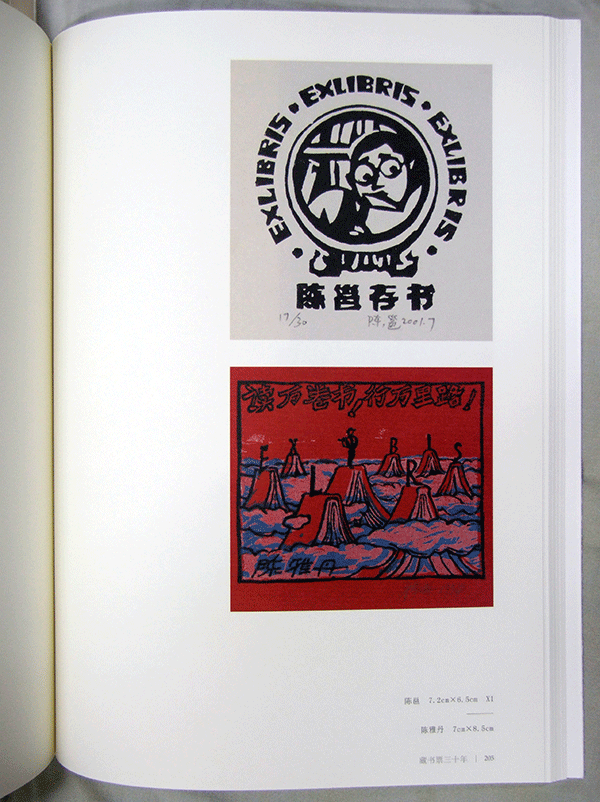 EXLIBRIS · EXLIBRIS · EXLIBRIS
陈邕存书
17/30 陈邕 2001.7
读万卷书，行万里路！
EXLIBRIS
陈雅丹
陈邕 7.2cm×6.5cm X1
陈雅丹 7cm×8.5cm
藏书票三十年 | 205